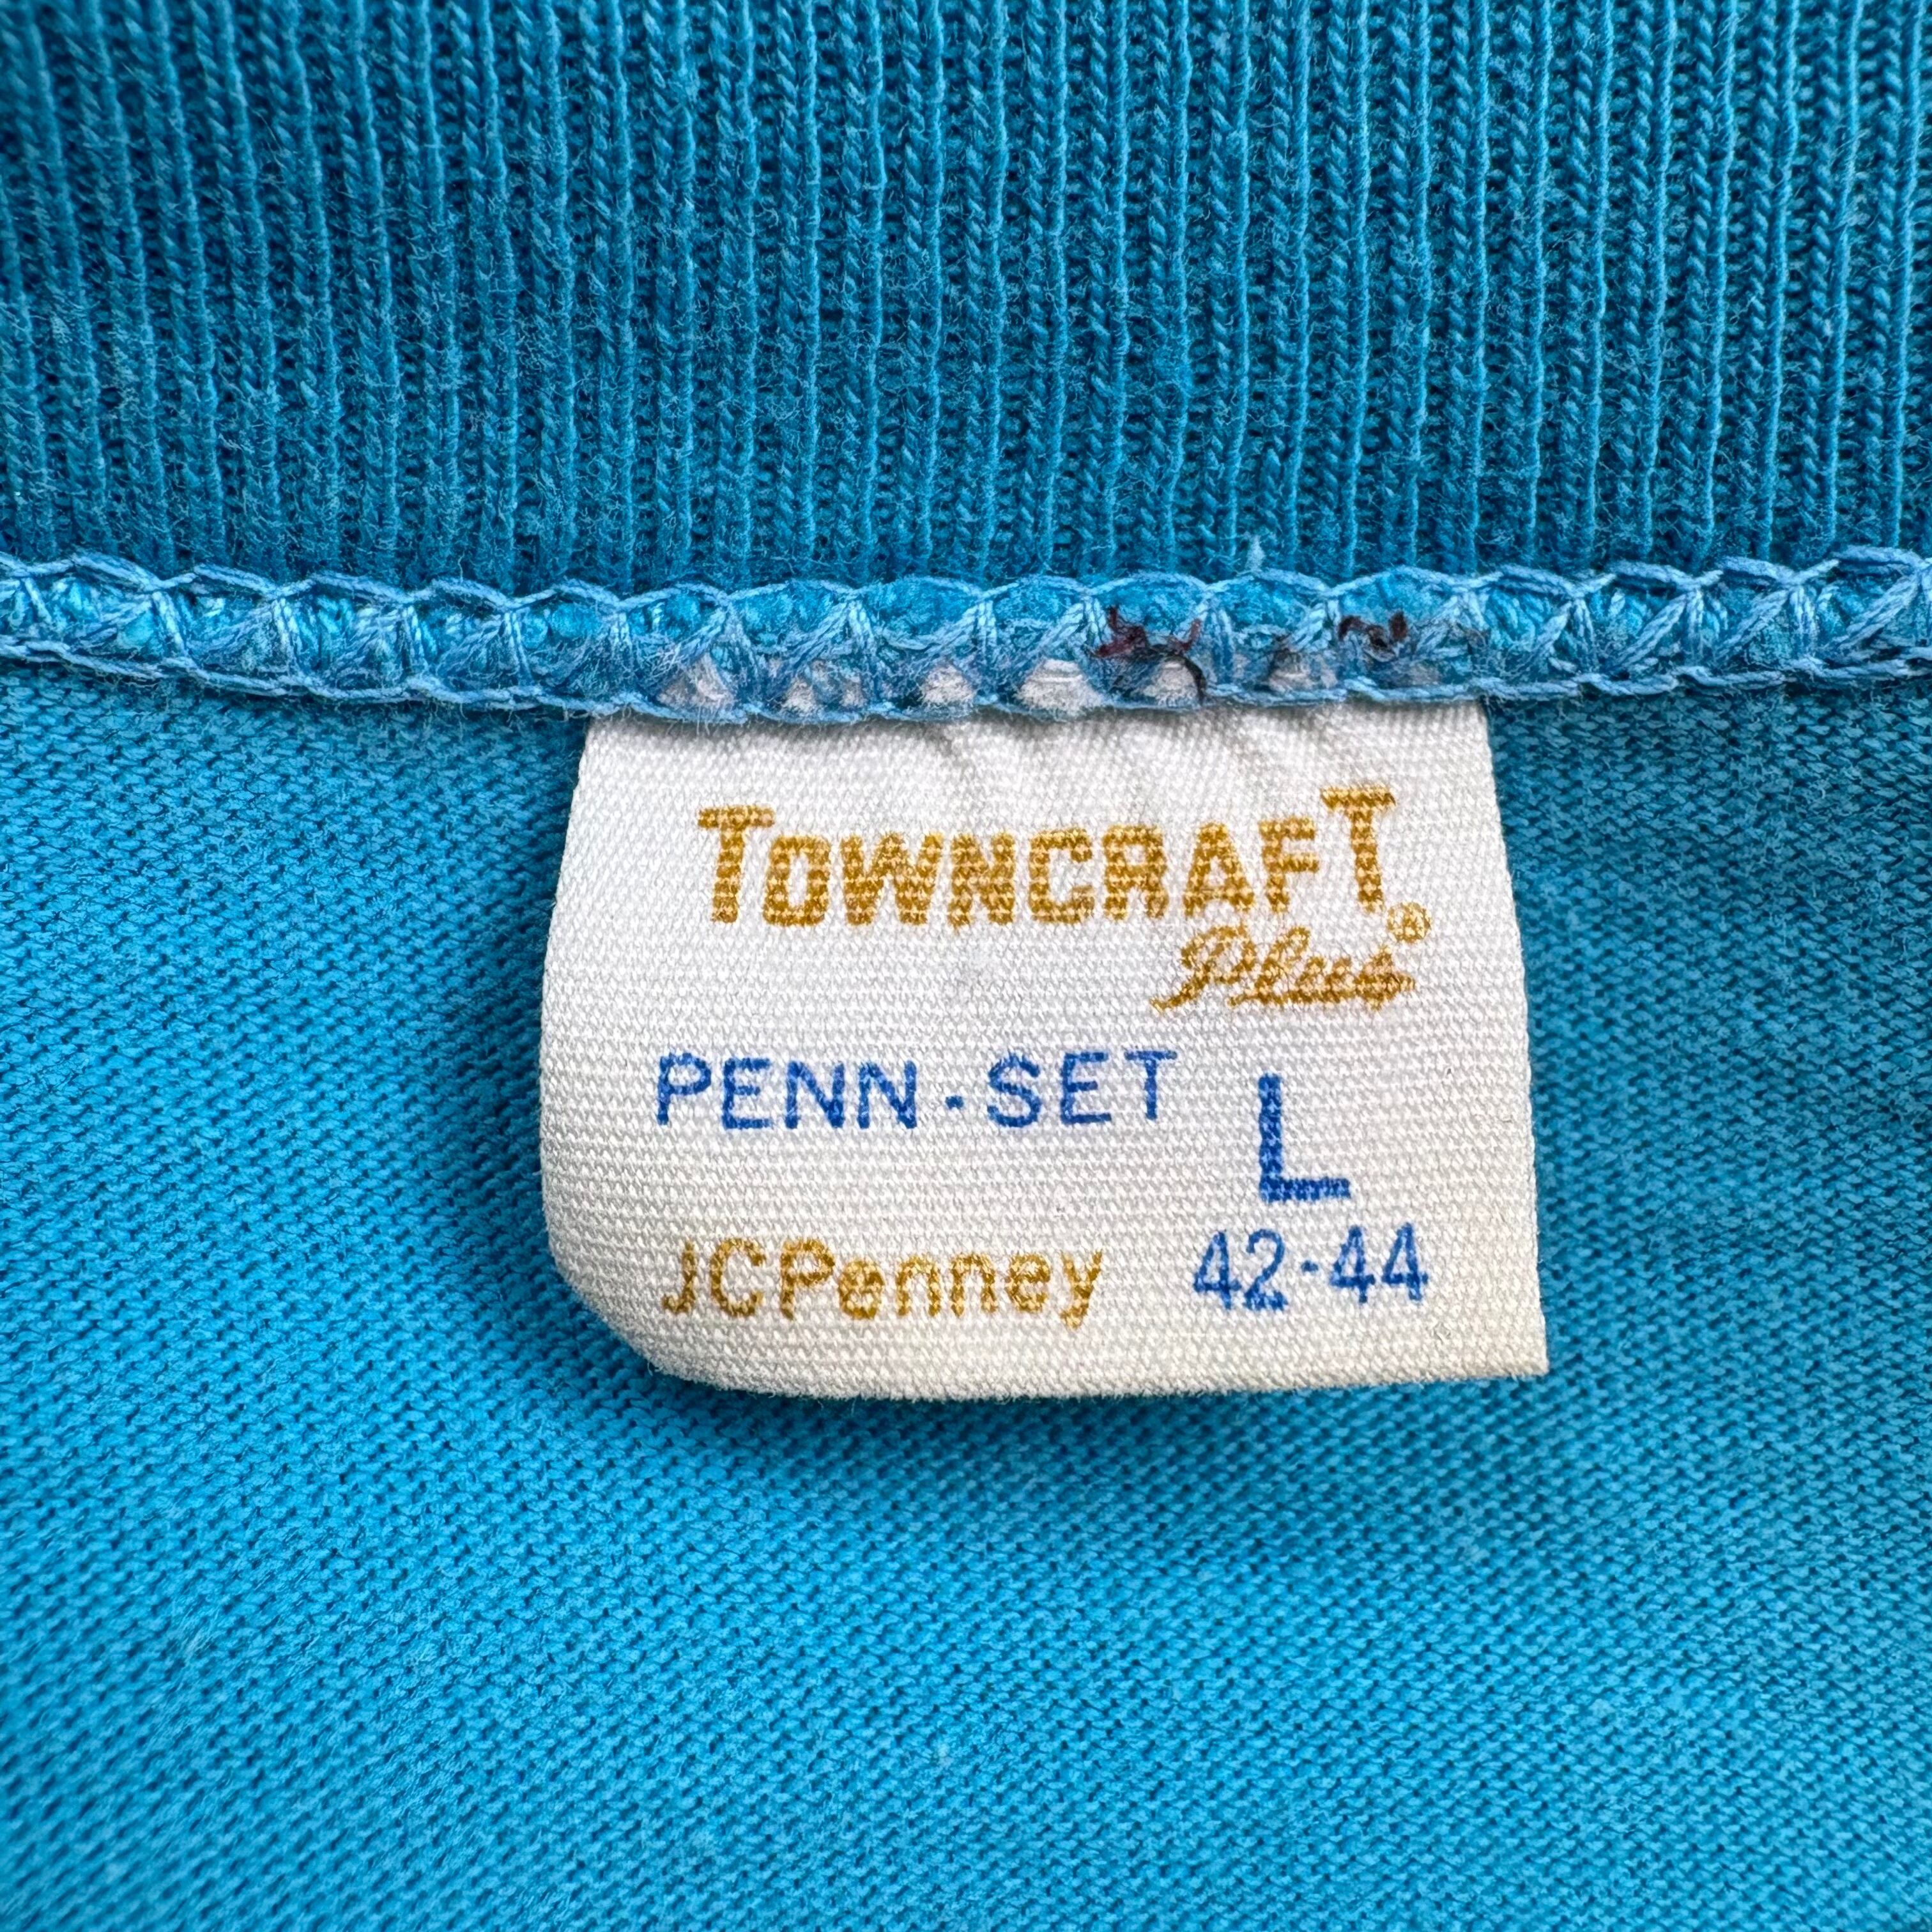 TOWNCRAFT
Plus®
PENN-SET L
JCPenney 42-44